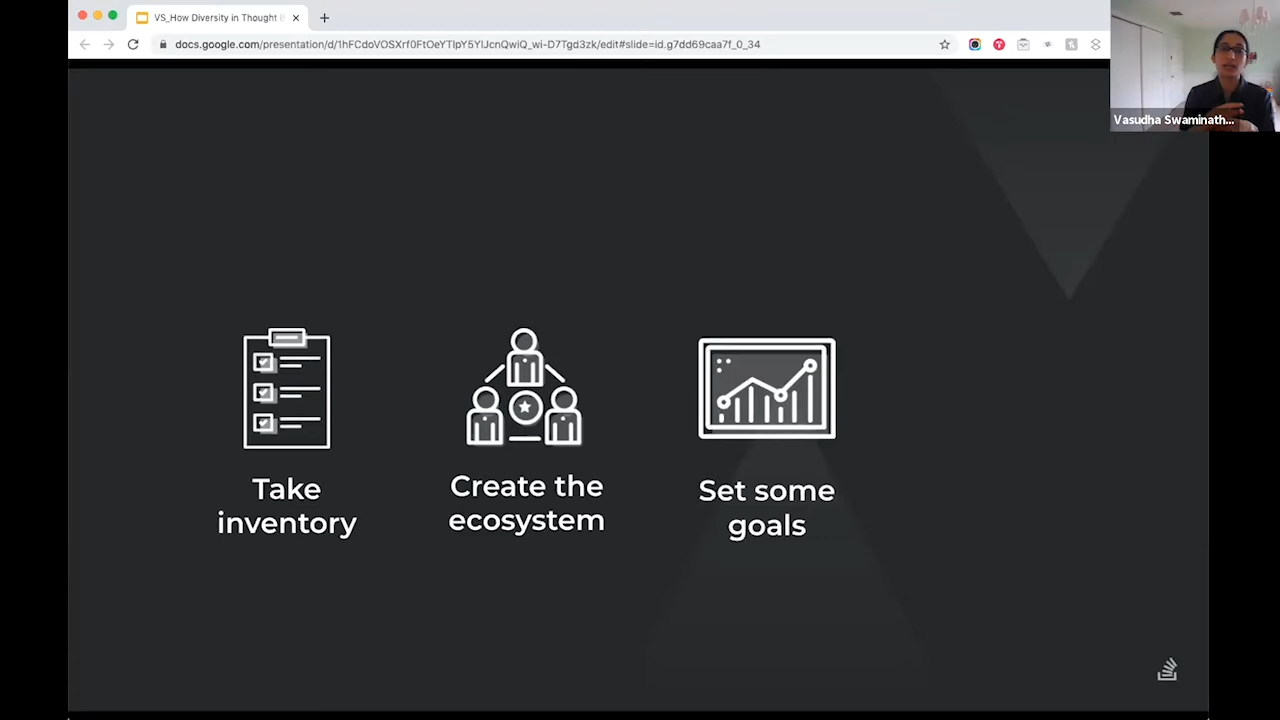 VS_How Diversity in Thought
docs.google.com/presentation/d/1hFCdoVOSXrf0FtOeYTlpY5YlJcnQwiQ_wi-D7Tgd3zk/edit#slide=id.g7dd69caa7f_0_34
Vasudha Swaminath...
Take
inventory
Create the
ecosystem
Set some
goals